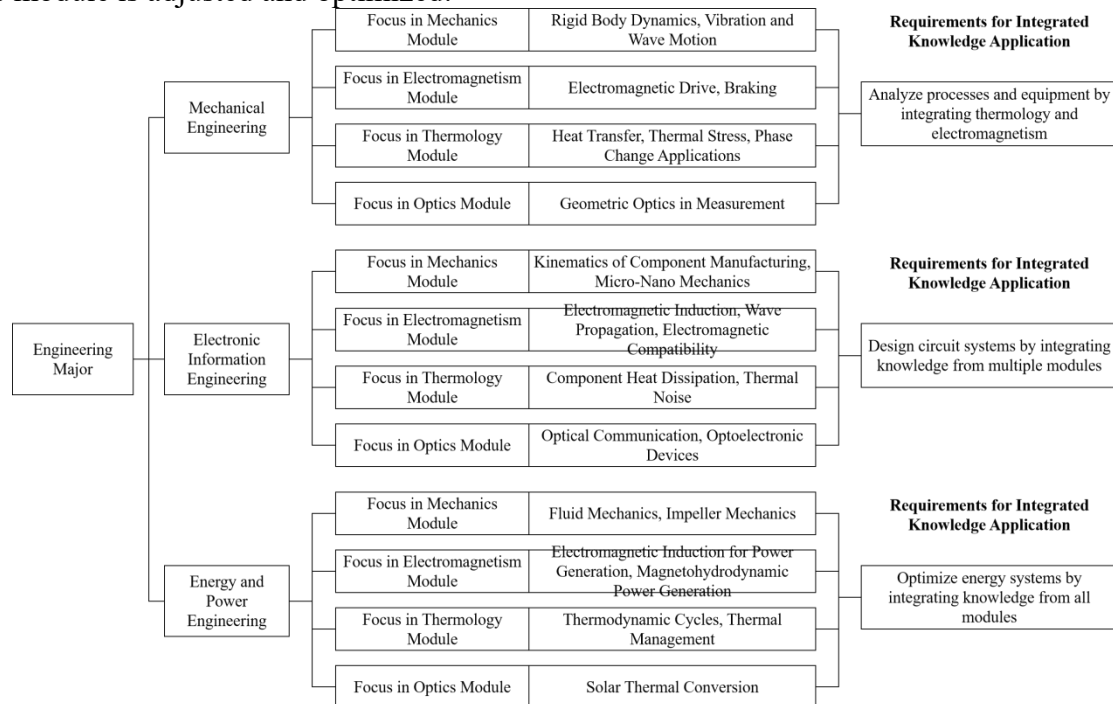 module is adjusted and optimized.
Focus in Mechanics
Module
Rigid Body Dynamics, Vibration and
Wave Motion
Requirements for Integrated
Knowledge Application
Mechanical
Engineering
Focus in Electromagnetism
Module
Electromagnetic Drive, Braking
Analyze processes and equipment by
integrating thermology and
electromagnetism
Focus in Thermology
Module
Heat Transfer, Thermal Stress, Phase
Change Applications
Focus in Optics Module
Geometric Optics in Measurement
Engineering
Major
Electronic
Information
Engineering
Focus in Mechanics
Module
Kinematics of Component Manufacturing,
Micro-Nano Mechanics
Requirements for Integrated
Knowledge Application
Focus in Electromagnetism
Module
Electromagnetic Induction, Wave
Propagation, Electromagnetic
Compatibility
Design circuit systems by integrating
knowledge from multiple modules
Focus in Thermology
Module
Component Heat Dissipation, Thermal
Noise
Focus in Optics Module
Optical Communication, Optoelectronic
Devices
Energy and
Power
Engineering
Focus in Mechanics
Module
Fluid Mechanics, Impeller Mechanics
Requirements for Integrated
Knowledge Application
Focus in Electromagnetism
Module
Electromagnetic Induction for Power
Generation, Magnetohydrodynamic
Power Generation
Optimize energy systems by
integrating knowledge from all
modules
Focus in Thermology
Module
Thermodynamic Cycles, Thermal
Management
Focus in Optics Module
Solar Thermal Conversion